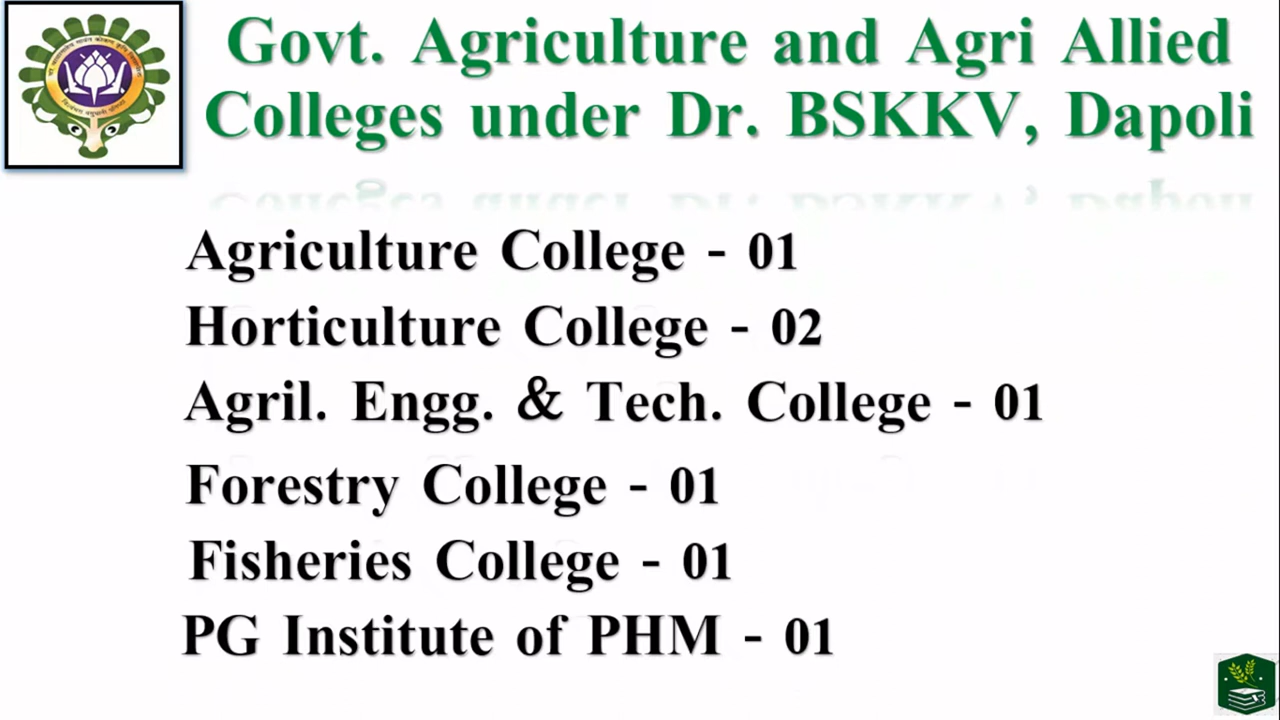 Govt. Agriculture and Agri Allied
Colleges under Dr. BSKKV, Dapoli
Agriculture College - 01
Horticulture College - 02
Agril. Engg. & Tech. College - 01
Forestry College - 01
Fisheries College - 01
PG Institute of PHM - 01